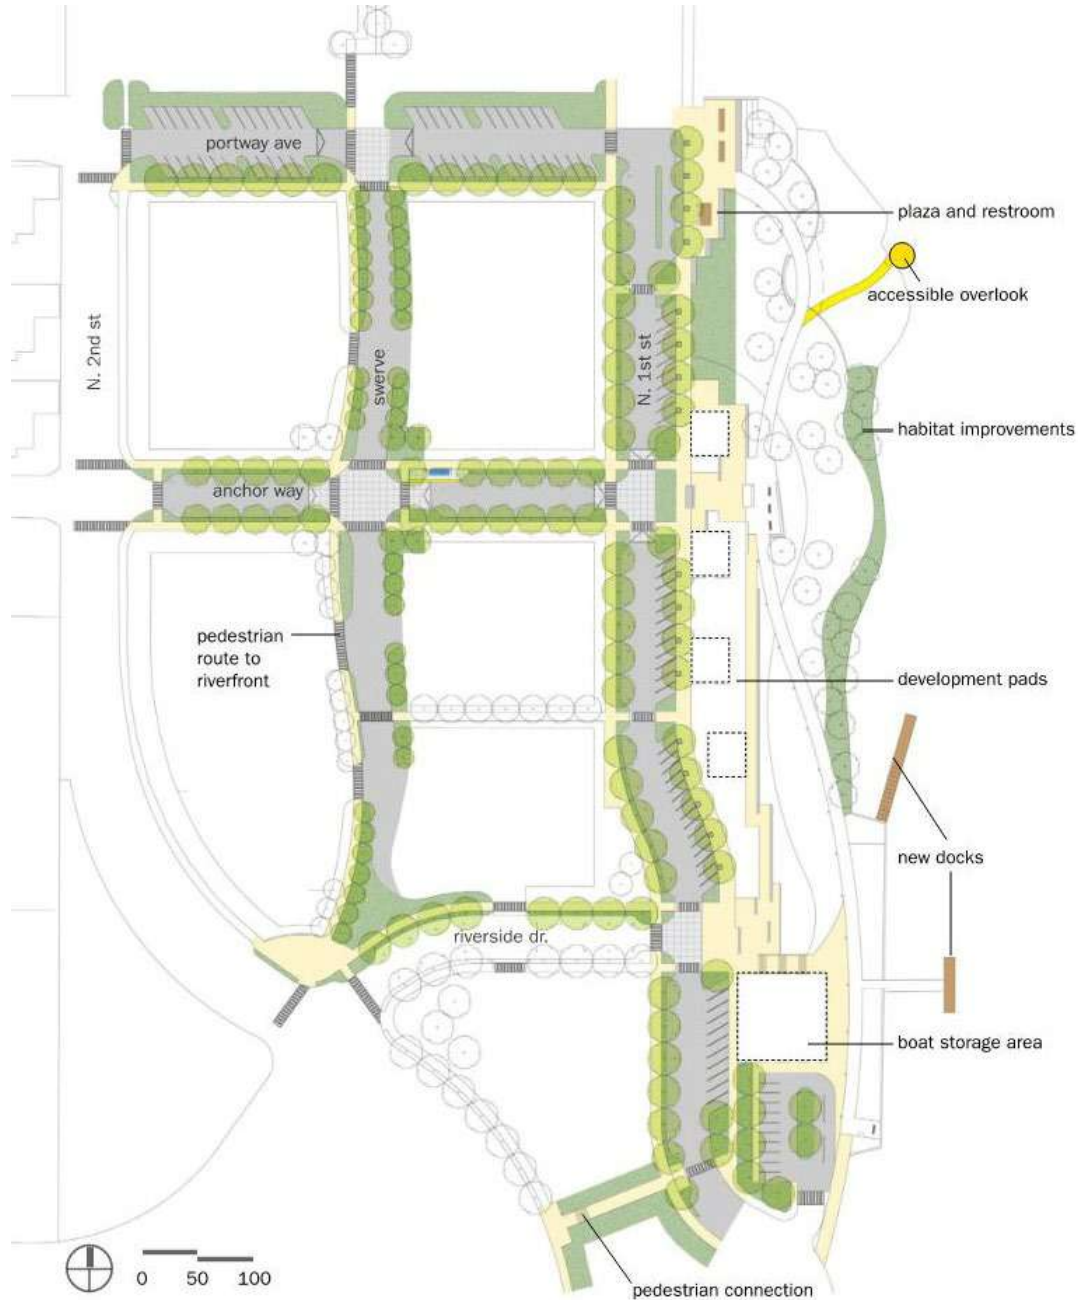 portway ave
plaza and restroom
accessible overlook
N. 2nd st
swerve
N. 1st st
habitat improvements
anchor way
pedestrian
route to
riverfront
development pads
new docks
riverside dr.
boat storage area
0 50 100
pedestrian connection